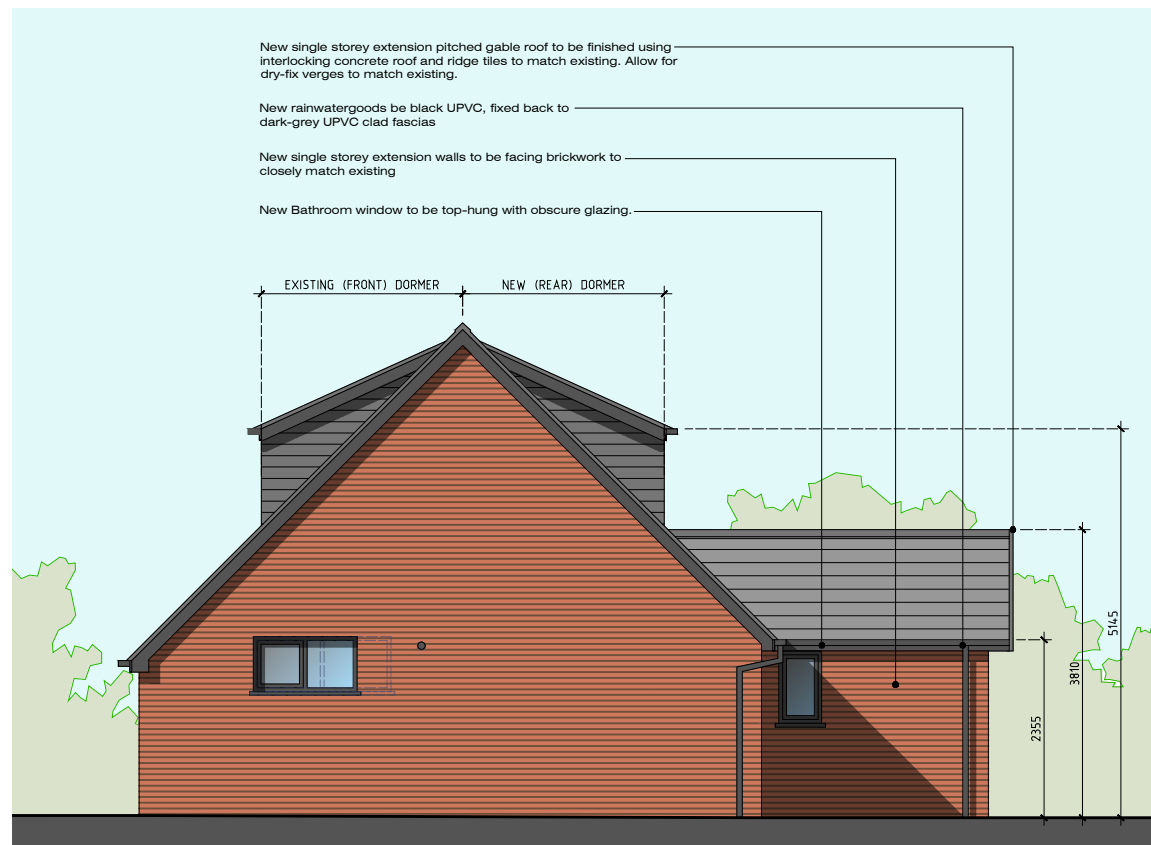 New single storey extension pitched gable roof to be finished using
interlocking concrete roof and ridge tiles to match existing. Allow for
dry-fix verges to match existing.
New rainwatergoods be black UPVC, fixed back to
dark-grey UPVC clad fascias
New single storey extension walls to be facing brickwork to
closely match existing
New Bathroom window to be top-hung with obscure glazing.
EXISTING (FRONT) DORMER
NEW (REAR) DORMER
5145
3810
2355